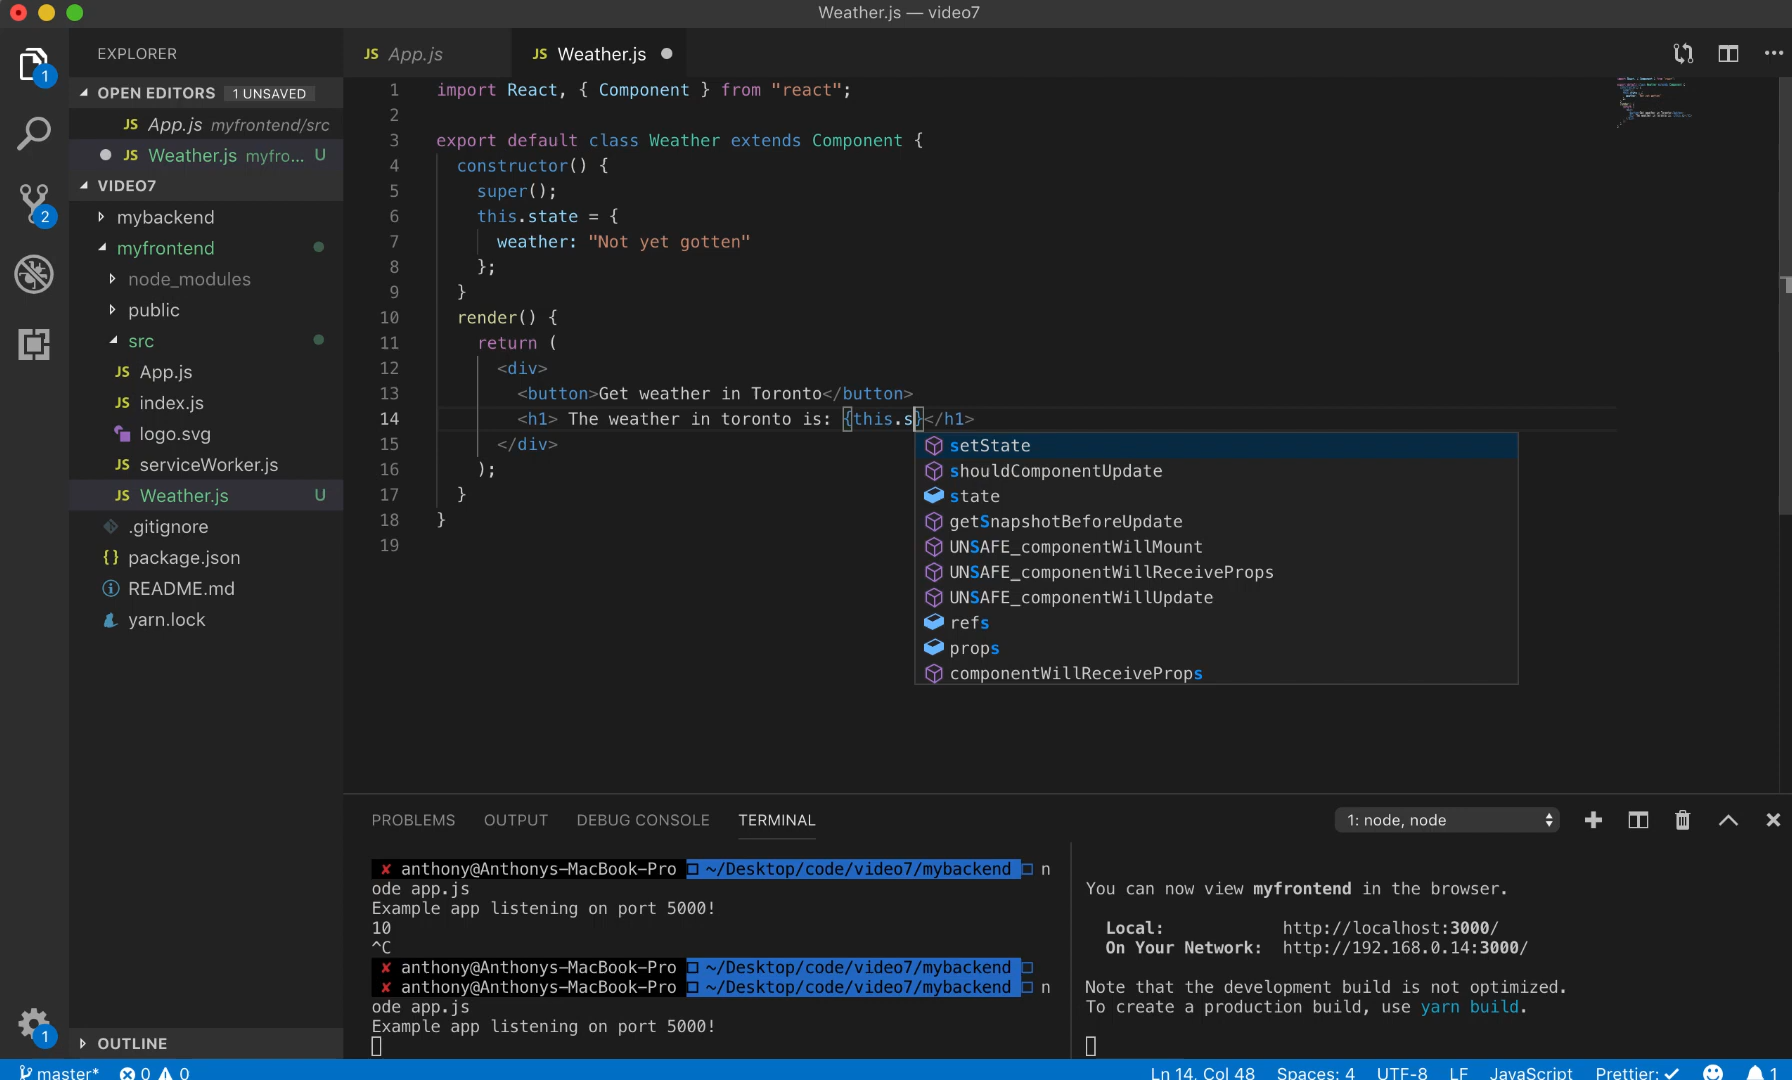 Weather.js — video7
EXPLORER
OPEN EDITORS 1 UNSAVED
JS App.js myfrontend/src
JS Weather.js myfro... U
VIDEO7
mybackend
myfrontend
node_modules
public
src
JS App.js
JS index.js
logo.svg
JS serviceWorker.js
JS Weather.js U
.gitignore
{} package.json
README.md
yarn.lock
OUTLINE
1
2
1
JS App.js
JS Weather.js
1 import React, { Component } from "react";
2
3 export default class Weather extends Component {
4 constructor() {
5 super();
6 this.state = {
7 weather: "Not yet gotten"
8 };
9 }
10 render() {
11 return (
12 <div>
13 <button>Get weather in Toronto</button>
14 <h1> The weather in toronto is: {this.s}</h1>
15 </div>
16 );
17 }
18 }
19
setState
shouldComponentUpdate
state
getSnapshotBeforeUpdate
UNSAFE_componentWillMount
UNSAFE_componentWillReceiveProps
UNSAFE_componentWillUpdate
refs
props
componentWillReceiveProps
PROBLEMS OUTPUT DEBUG CONSOLE TERMINAL
1: node, node
✘ anthony@Anthonys-MacBook-Pro ~/Desktop/code/video7/mybackend n
ode app.js
Example app listening on port 5000!
10
^C
✘ anthony@Anthonys-MacBook-Pro ~/Desktop/code/video7/mybackend
✘ anthony@Anthonys-MacBook-Pro ~/Desktop/code/video7/mybackend n
ode app.js
Example app listening on port 5000!
You can now view myfrontend in the browser.
Local: http://localhost:3000/
On Your Network: http://192.168.0.14:3000/
Note that the development build is not optimized.
To create a production build, use yarn build.
master* 0 0
Ln 14, Col 48 Spaces: 4 UTF-8 LF JavaScript Prettier: ✓ 1